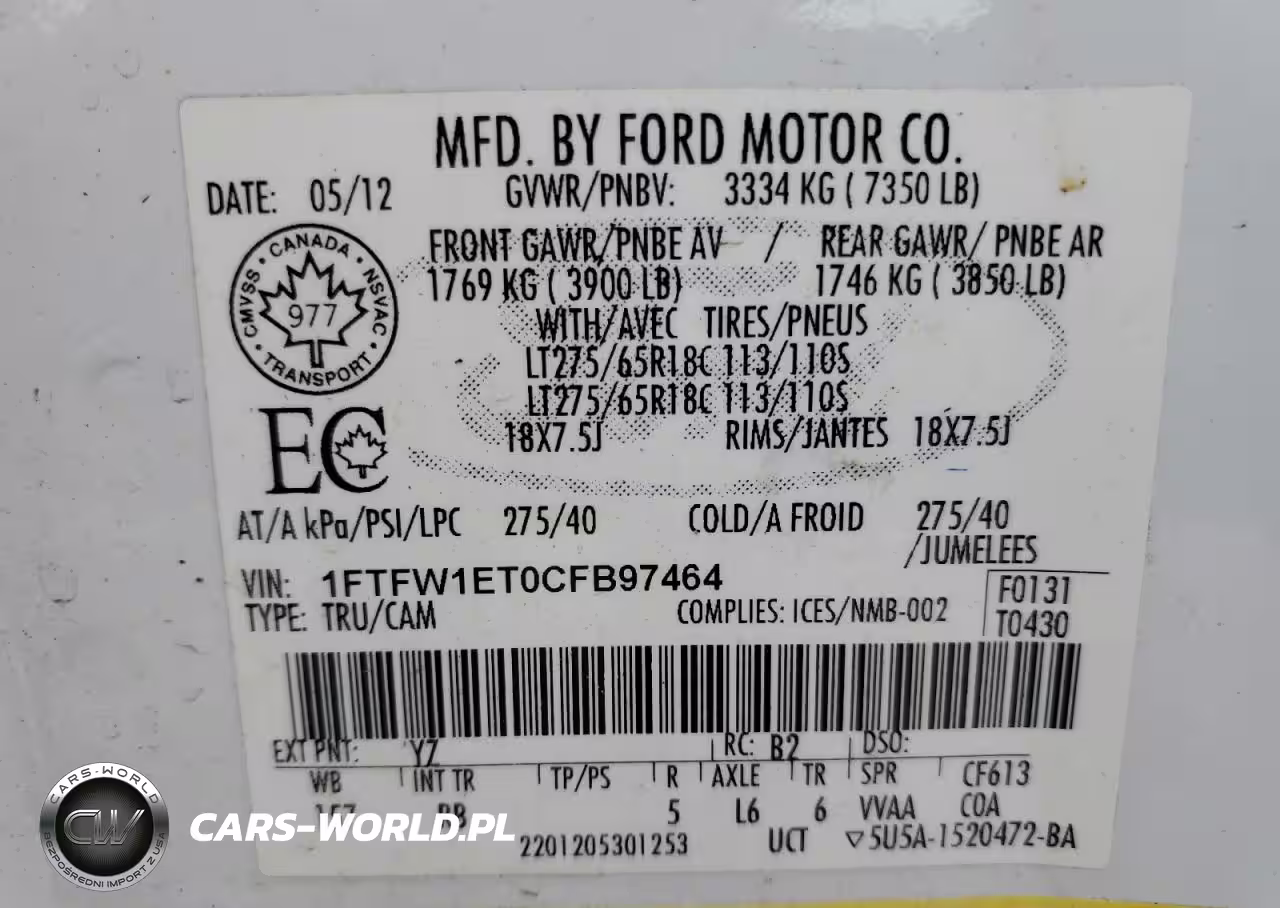 MFD. BY FORD MOTOR CO.
DATE: 05/12 GVWR/PNBV: 3334 KG ( 7350 LB)
FRONT GAWR/PNBE AV / REAR GAWR/ PNBE AR
1769 KG ( 3900 LB) 1746 KG ( 3850 LB)
WITH/AVEC TIRES/PNEUS
LT275/65R18C 113/110S
LT275/65R18C 113/110S
18X7.5J RIMS/JANTES 18X7.5J
CANADA · NSVAC · TRANSPORT · CMVSS ·
977
EC
AT/A kPa/PSI/LPC 275/40 COLD/A FROID 275/40
/JUMELEES
VIN: 1FTFW1ET0CFB97464 F0131
TYPE: TRU/CAM COMPLIES: ICES/NMB-002 T0430
EXT PNT: YZ RC: B2 DSO:
WB INT TR TP/PS R AXLE TR SPR CF613
157 5 L6 6 VVAA COA
2201205301253 UCT ▽5U5A-1520472-BA
CARS-WORLD
CW
BEZPOŚREDNI IMPORT Z USA
CARS-WORLD.PL